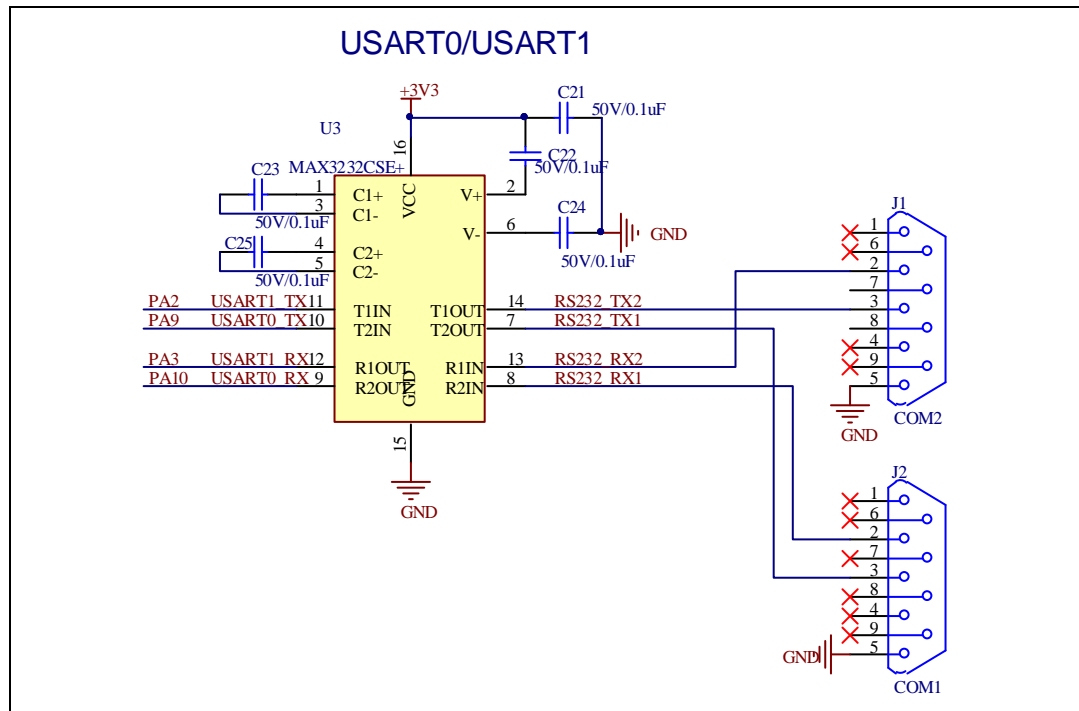 USART0/USART1
+3V3
C21
50V/0.1uF
U3
16
C22
50V/0.1uF
MAX3232CSE+
C23
50V/0.1uF
1
3
C1+
C1-
VCC
V+
2
C24
50V/0.1uF
V-
6
GND
C25
50V/0.1uF
4
5
C2+
C2-
PA2 USART1_TX 11 T1IN
PA9 USART0_TX 10 T2IN
T1OUT 14 RS232_TX2
T2OUT 7 RS232_TX1
PA3 USART1_RX 12 R1OUT
PA10 USART0_RX 9 R2OUT
R1IN 13 RS232_RX2
R2IN 8 RS232_RX1
GND
15
GND
J1
1
6
2
7
3
8
4
9
5
GND
COM2
J2
1
6
2
7
3
8
4
9
5
GND
COM1